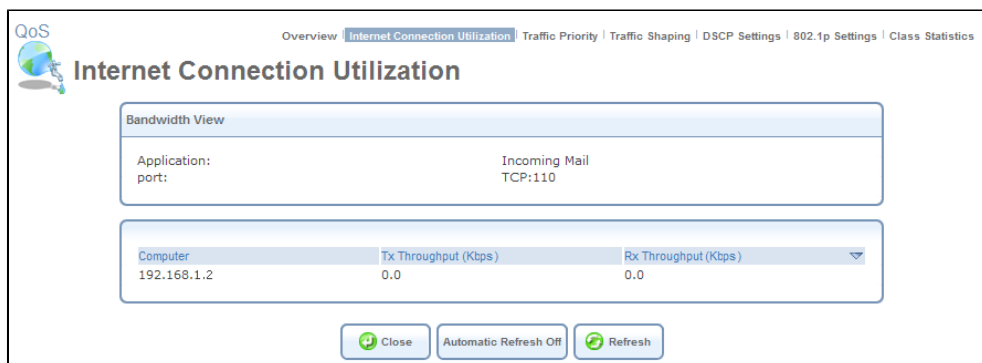 QoS
Overview | Internet Connection Utilization | Traffic Priority | Traffic Shaping | DSCP Settings | 802.1p Settings | Class Statistics
Internet Connection Utilization
Bandwidth View
Application: Incoming Mail
port: TCP:110
Computer Tx Throughput (Kbps) Rx Throughput (Kbps)
192.168.1.2 0.0 0.0
Close Automatic Refresh Off Refresh